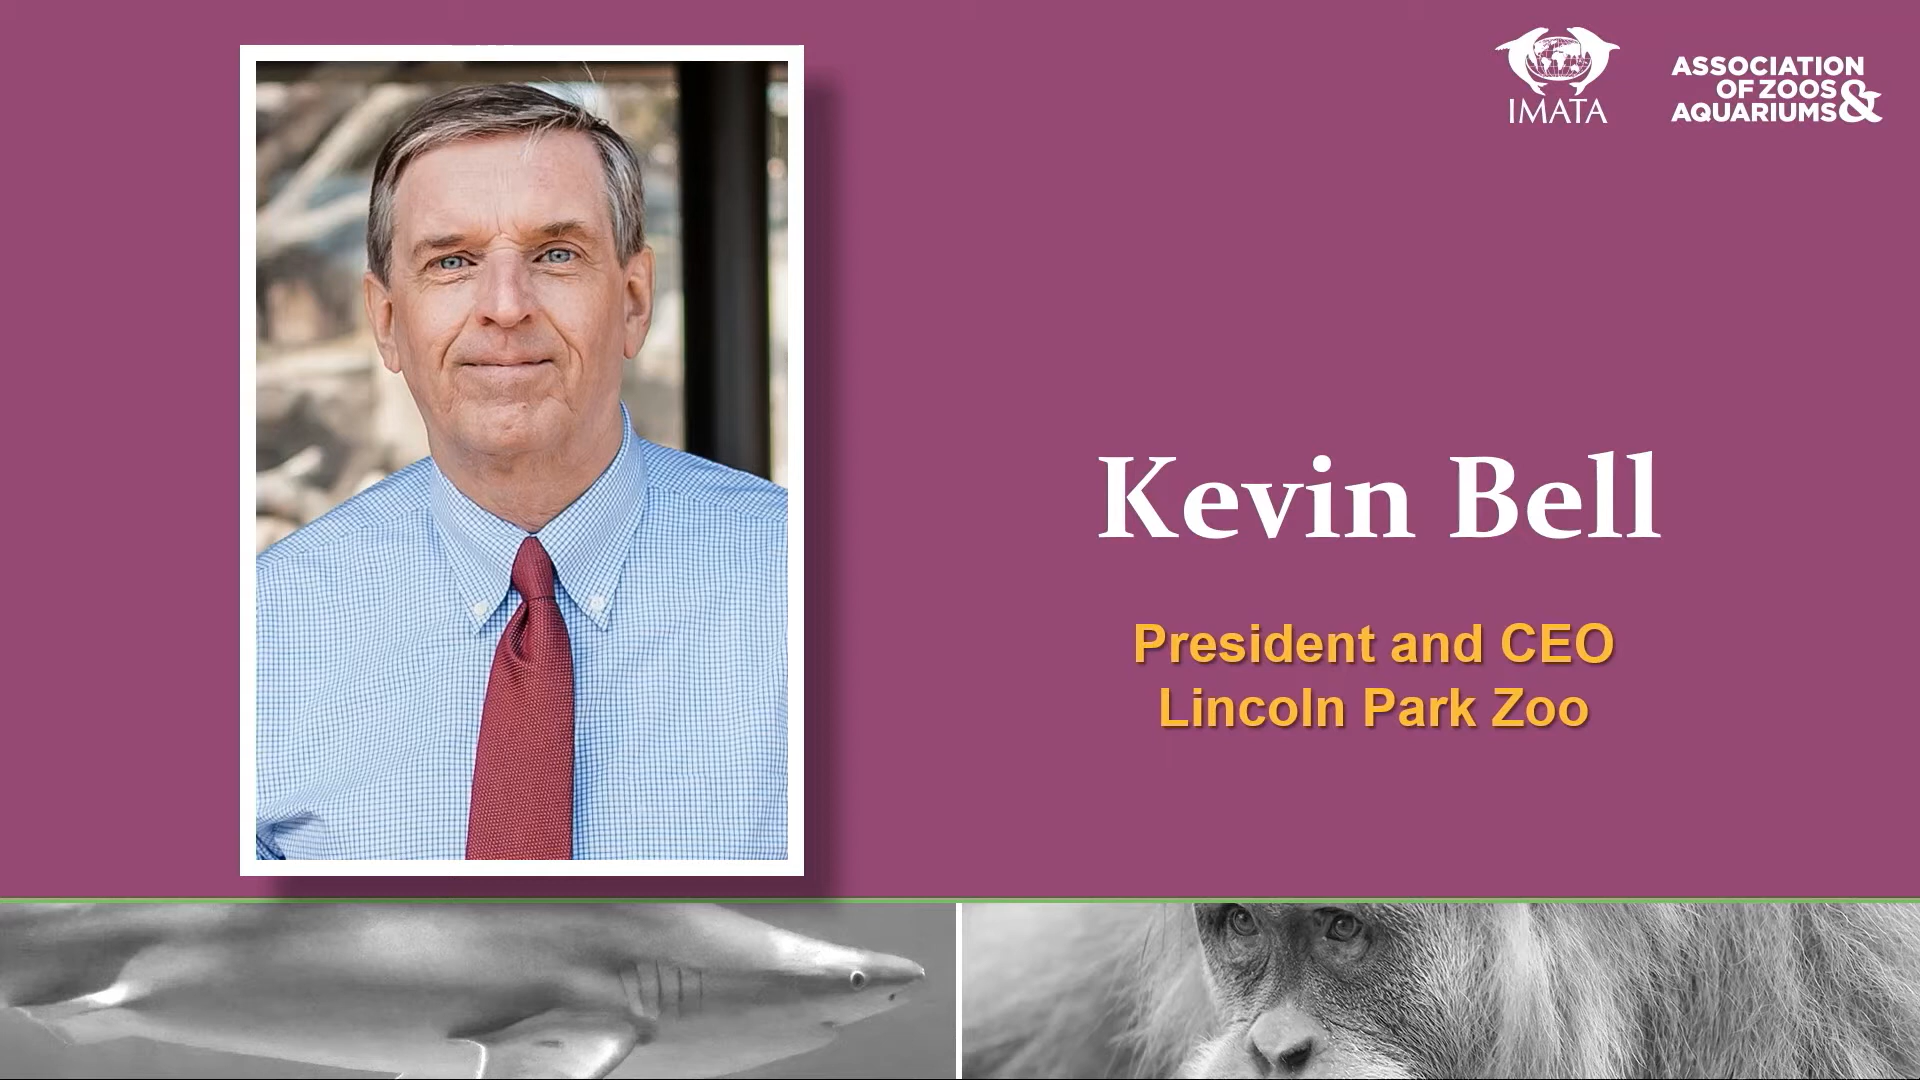 IMATA
ASSOCIATION
OF ZOOS
AQUARIUMS &
Kevin Bell
President and CEO
Lincoln Park Zoo